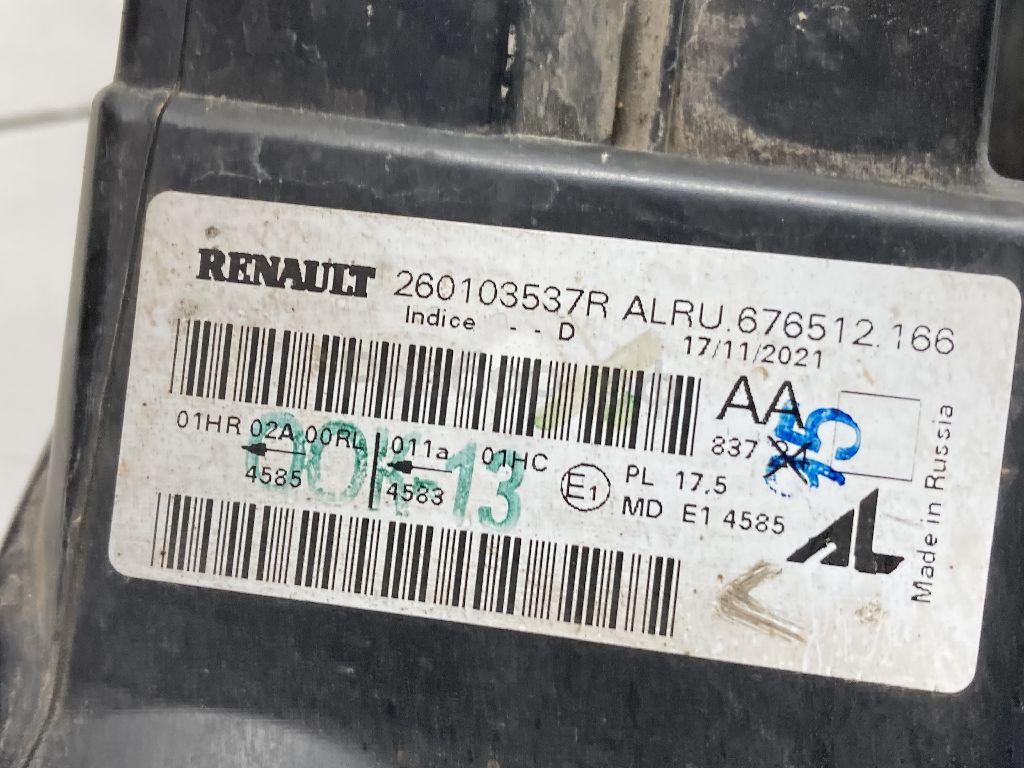 RENAULT 260103537R ALRU.676512.166
Indice - - D 17/11/2021
AA
837
01HR 02A 00RL 011a 01HC
4585 4583
E1
PL 17.5
MD E1 4585
AL
Made in Russia